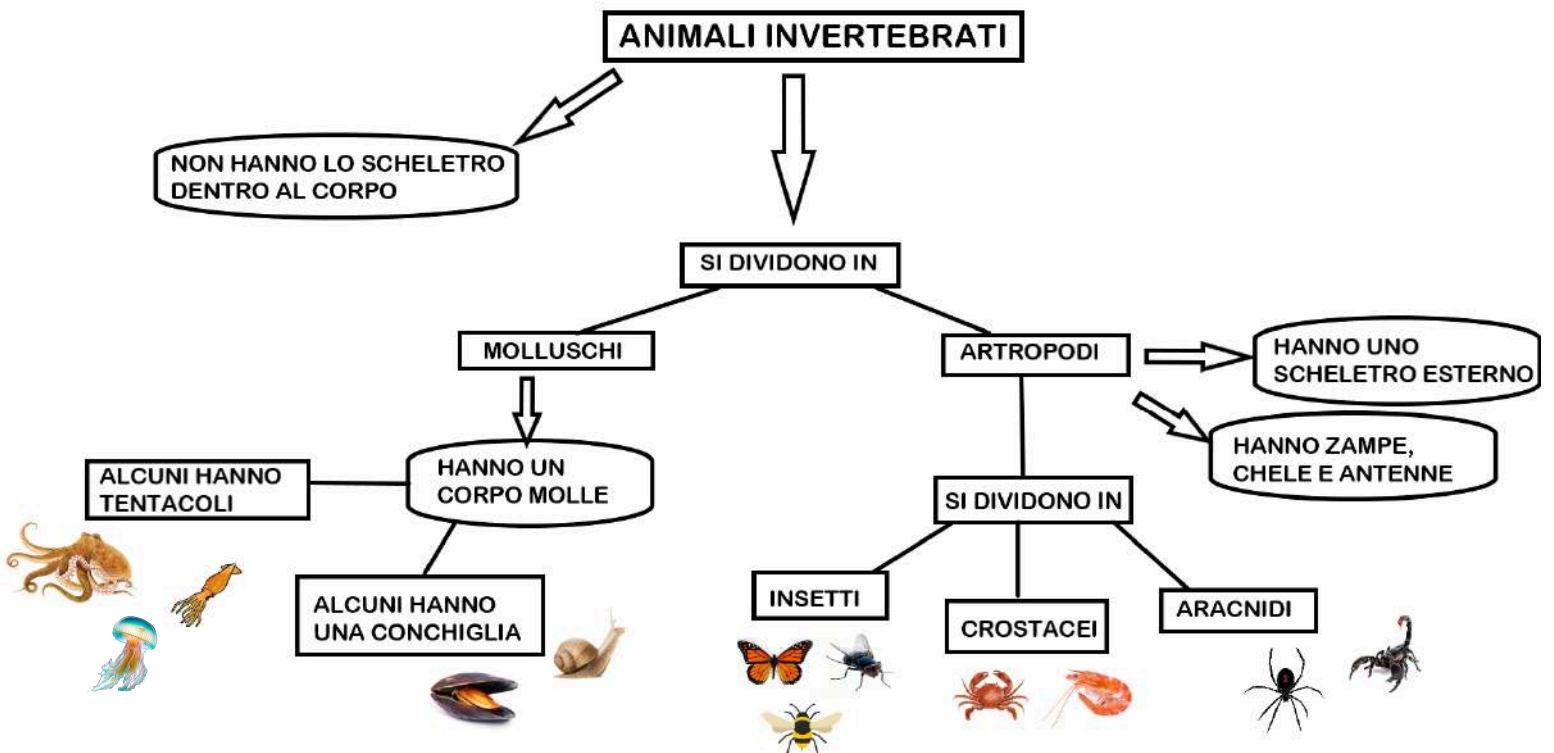 ANIMALI INVERTEBRATI
NON HANNO LO SCHELETRO
DENTRO AL CORPO
SI DIVIDONO IN
MOLLUSCHI
ARTROPODI
HANNO UNO
SCHELETRO ESTERNO
HANNO ZAMPE,
CHELE E ANTENNE
HANNO UN
CORPO MOLLE
ALCUNI HANNO
TENTACOLI
ALCUNI HANNO
UNA CONCHIGLIA
SI DIVIDONO IN
INSETTI
CROSTACEI
ARACNIDI